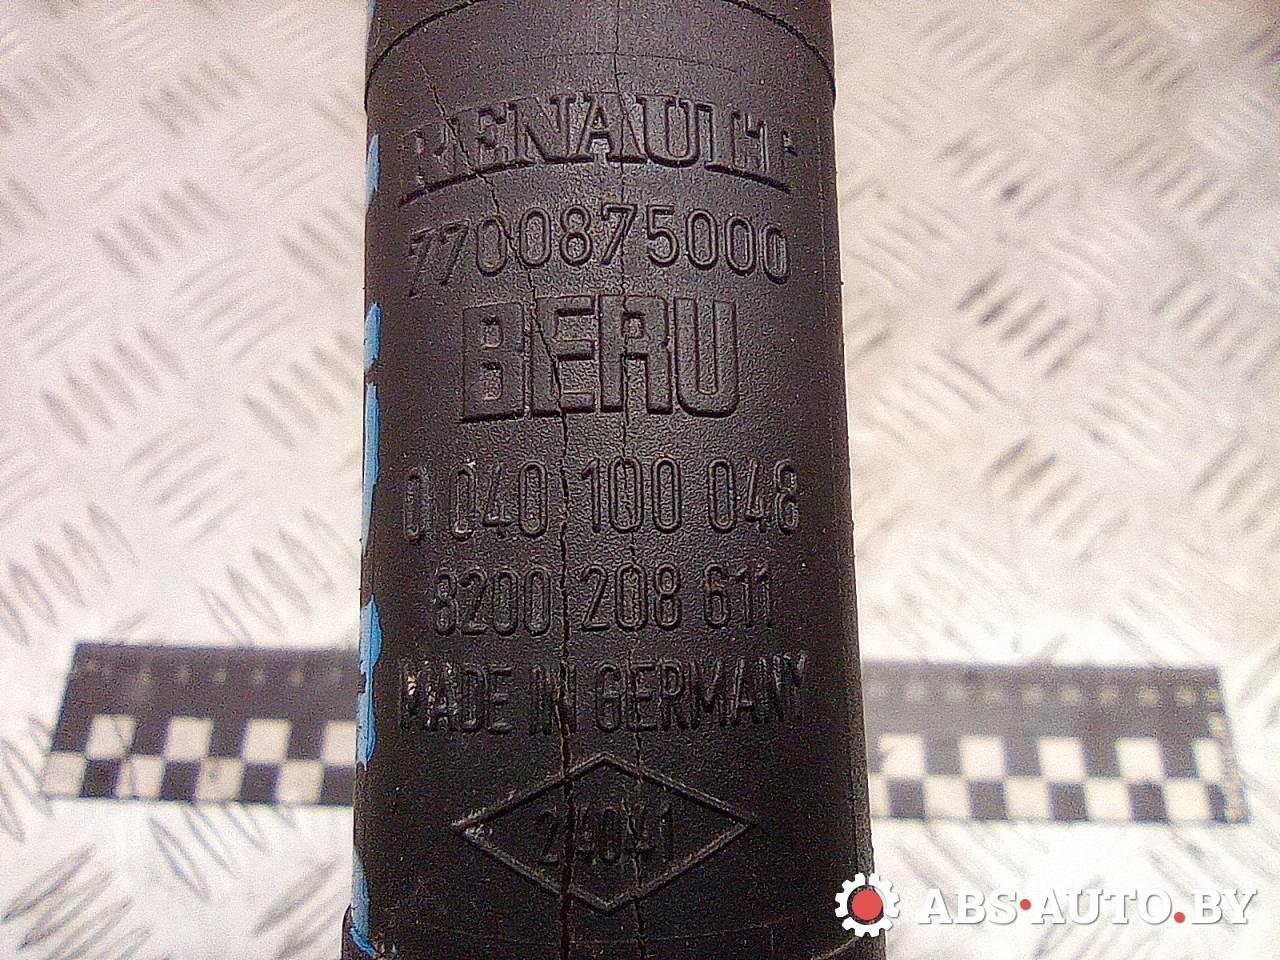 RENAULT
7700875000
BERU
0 040 100 048
8200 208 611
MADE IN GERMANY
24041
ABS-AUTO.BY